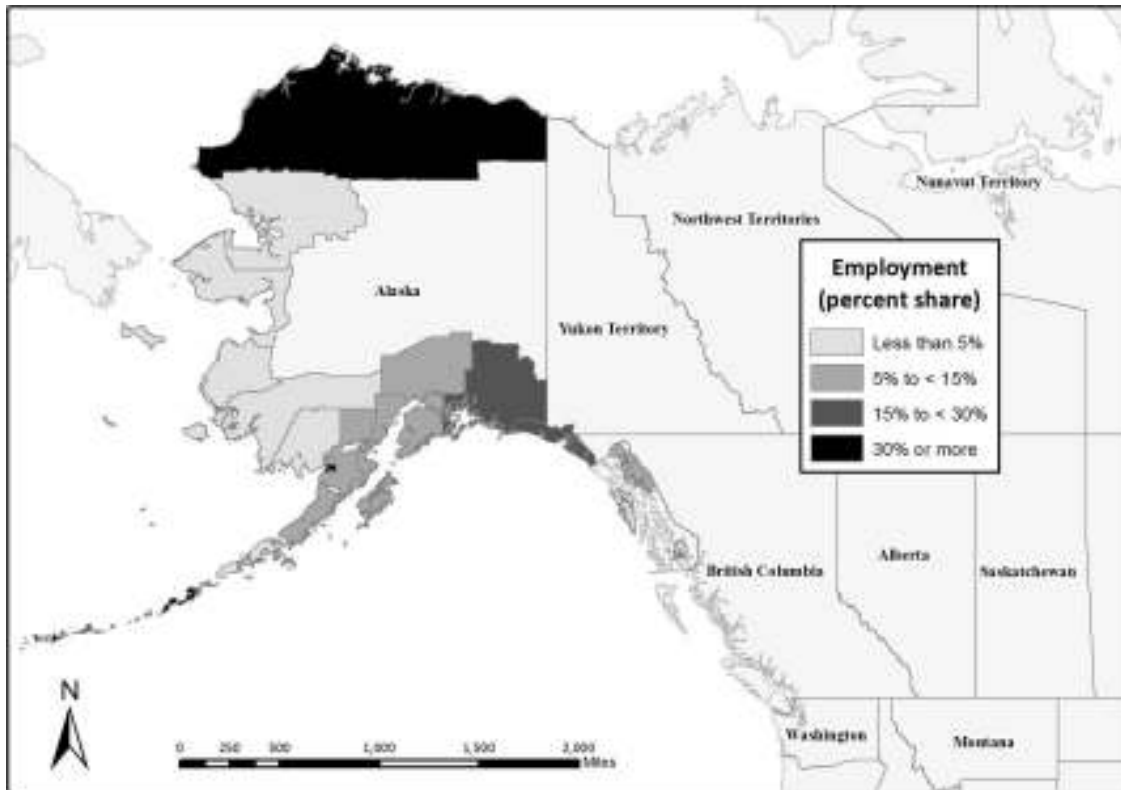 Nunavut Territory
Northwest Territories
Employment
(percent share)
Alaska
Yukon Territory
Less than 5%
5% to < 15%
15% to < 30%
30% or more
British Columbia
Alberta
Saskatchewan
N
Washington
Montana
0 250 500 1,000 1,500 2,000
Miles